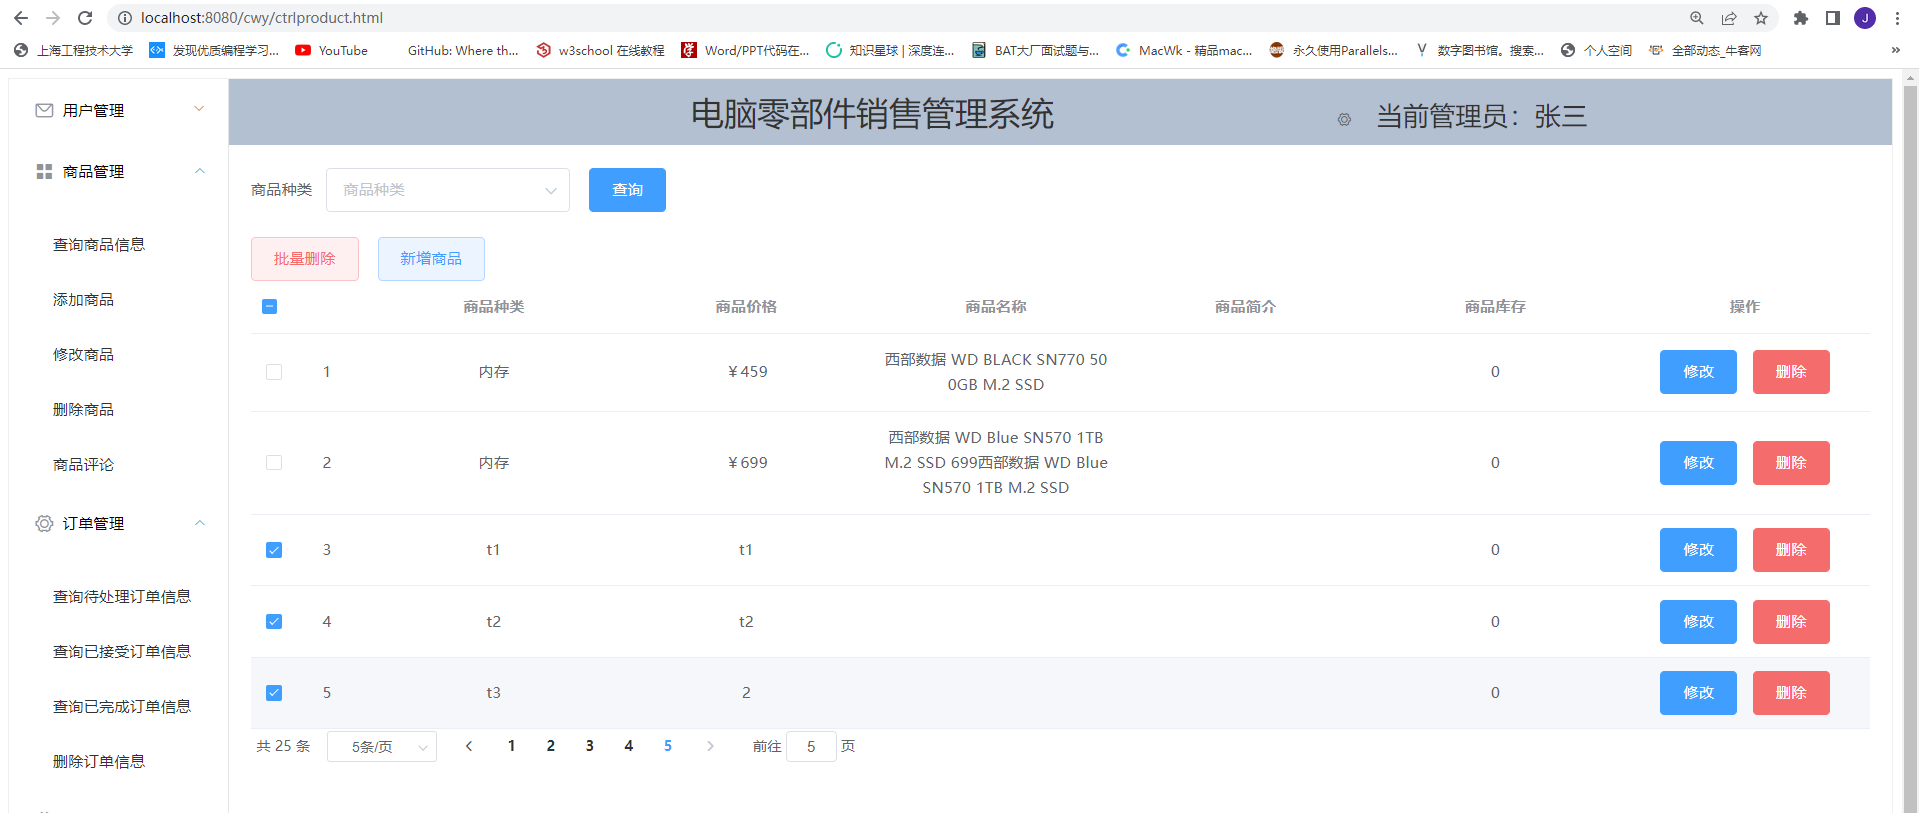 localhost:8080/cwy/ctrlproduct.html
J
上海工程技术大学 发现优质编程学习... YouTube GitHub: Where th... w3school 在线教程 Word/PPT代码在... 知识星球 | 深度连... BAT大厂面试题与... MacWk - 精品mac... 永久使用Parallels... 数字图书馆。搜索... 个人空间 全部动态_牛客网 »
用户管理
商品管理
查询商品信息
添加商品
修改商品
删除商品
商品评论
订单管理
查询待处理订单信息
查询已接受订单信息
查询已完成订单信息
删除订单信息
电脑零部件销售管理系统 当前管理员：张三
商品种类 商品种类 查询
批量删除 新增商品
商品种类 商品价格 商品名称 商品简介 商品库存 操作
1 内存 ￥459 西部数据 WD BLACK SN770 50
0GB M.2 SSD 0 修改 删除
2 内存 ￥699 西部数据 WD Blue SN570 1TB
M.2 SSD 699西部数据 WD Blue
SN570 1TB M.2 SSD 0 修改 删除
3 t1 t1 0 修改 删除
4 t2 t2 0 修改 删除
5 t3 2 0 修改 删除
共 25 条 5条/页 1 2 3 4 5 前往 5 页